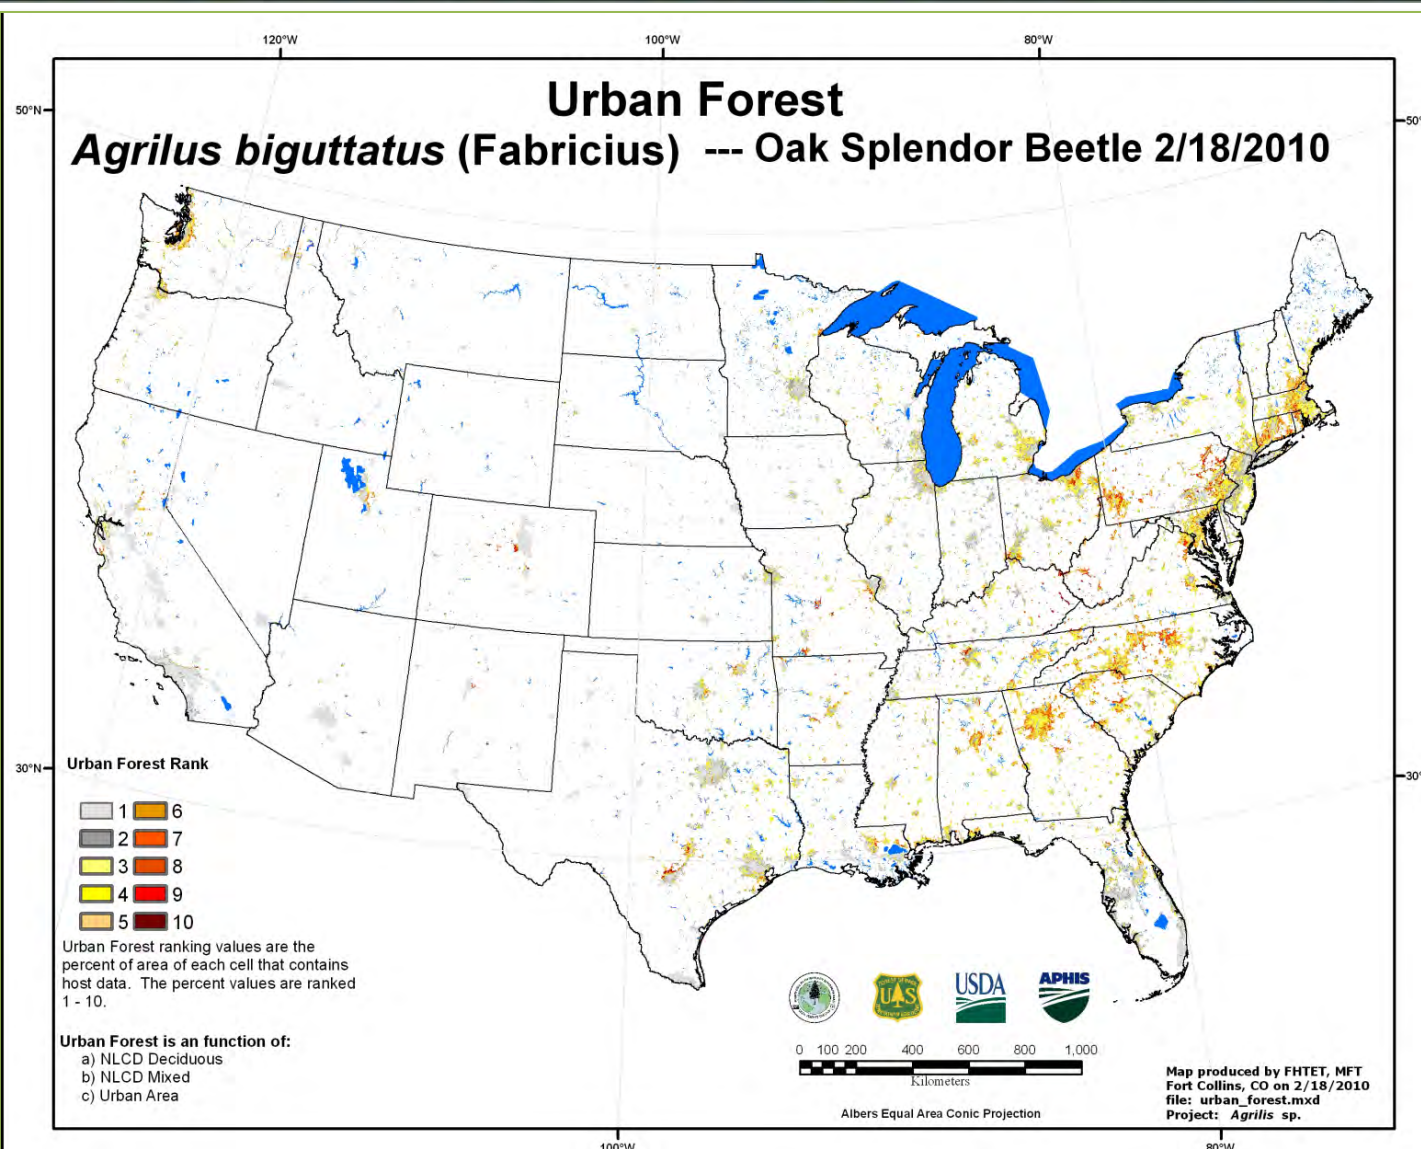 120°W
100°W
80°W
50°N
50°
Urban Forest
Agrilus biguttatus (Fabricius) --- Oak Splendor Beetle 2/18/2010
30°N
30°
Urban Forest Rank
1 6
2 7
3 8
4 9
5 10
Urban Forest ranking values are the
percent of area of each cell that contains
host data. The percent values are ranked
1 - 10.
Urban Forest is an function of:
a) NLCD Deciduous
b) NLCD Mixed
c) Urban Area
UAS
USDA
APHIS
0 100 200 400 600 800 1,000
Kilometers
Albers Equal Area Conic Projection
Map produced by FHTET, MFT
Fort Collins, CO on 2/18/2010
file: urban_forest.mxd
Project: Agrilis sp.
100°W
80°W